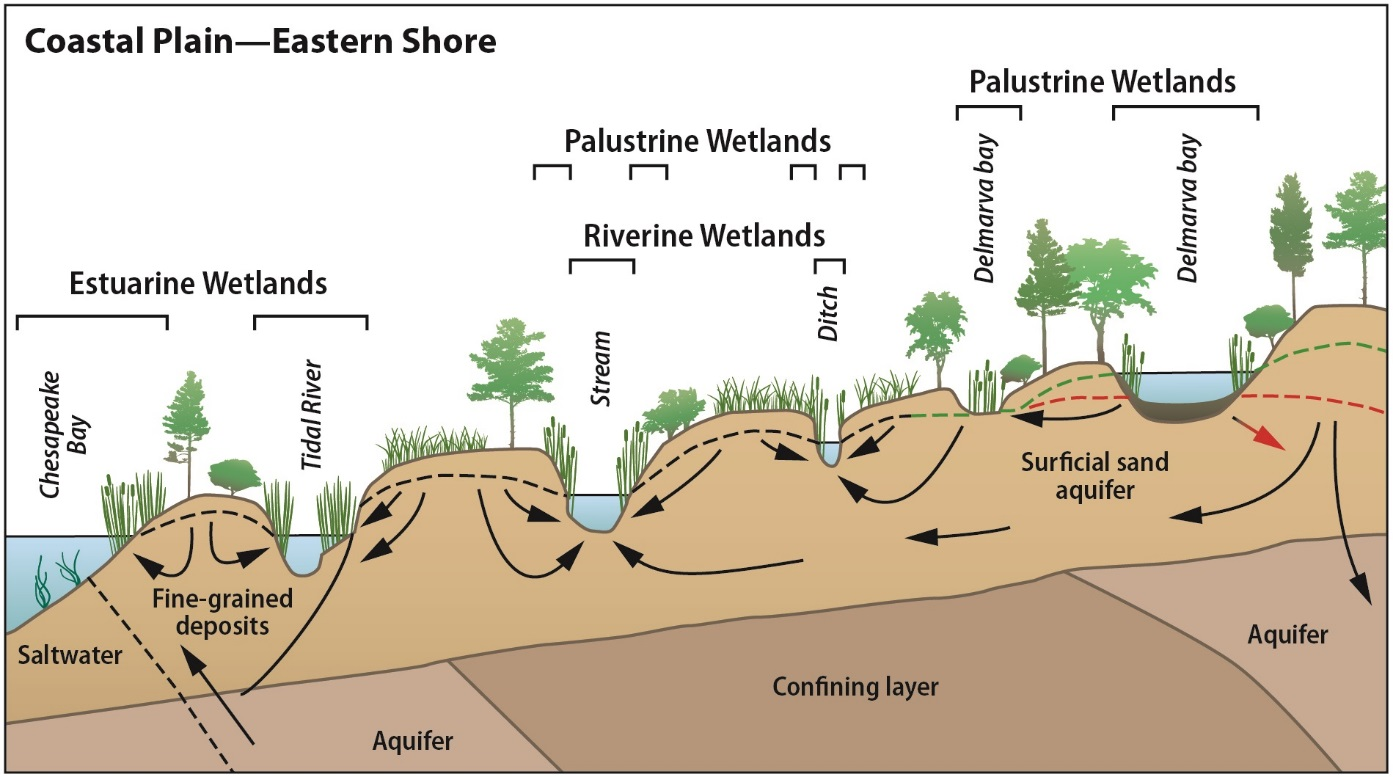 Coastal Plain—Eastern Shore
Palustrine Wetlands
Palustrine Wetlands
Delmarva bay
Delmarva bay
Riverine Wetlands
Estuarine Wetlands
Ditch
Stream
Chesapeake
Bay
Tidal River
Surficial sand
aquifer
Fine-grained
deposits
Saltwater
Aquifer
Confining layer
Aquifer